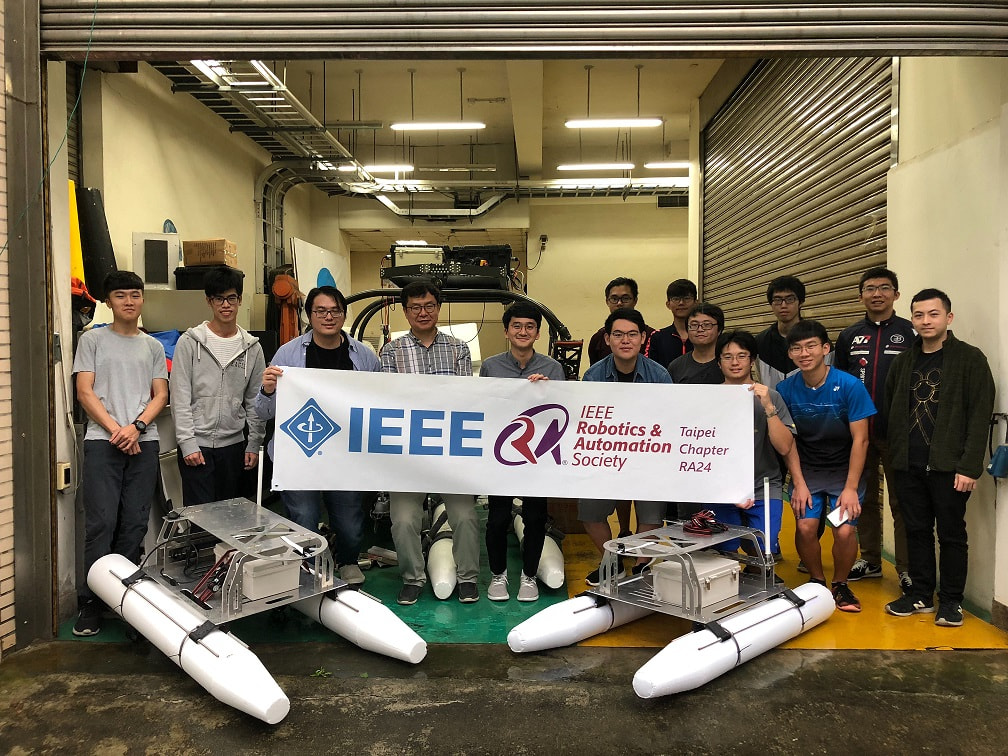 IEEE
IEEE
Robotics &
Automation
Society
Taipei
Chapter
RA24